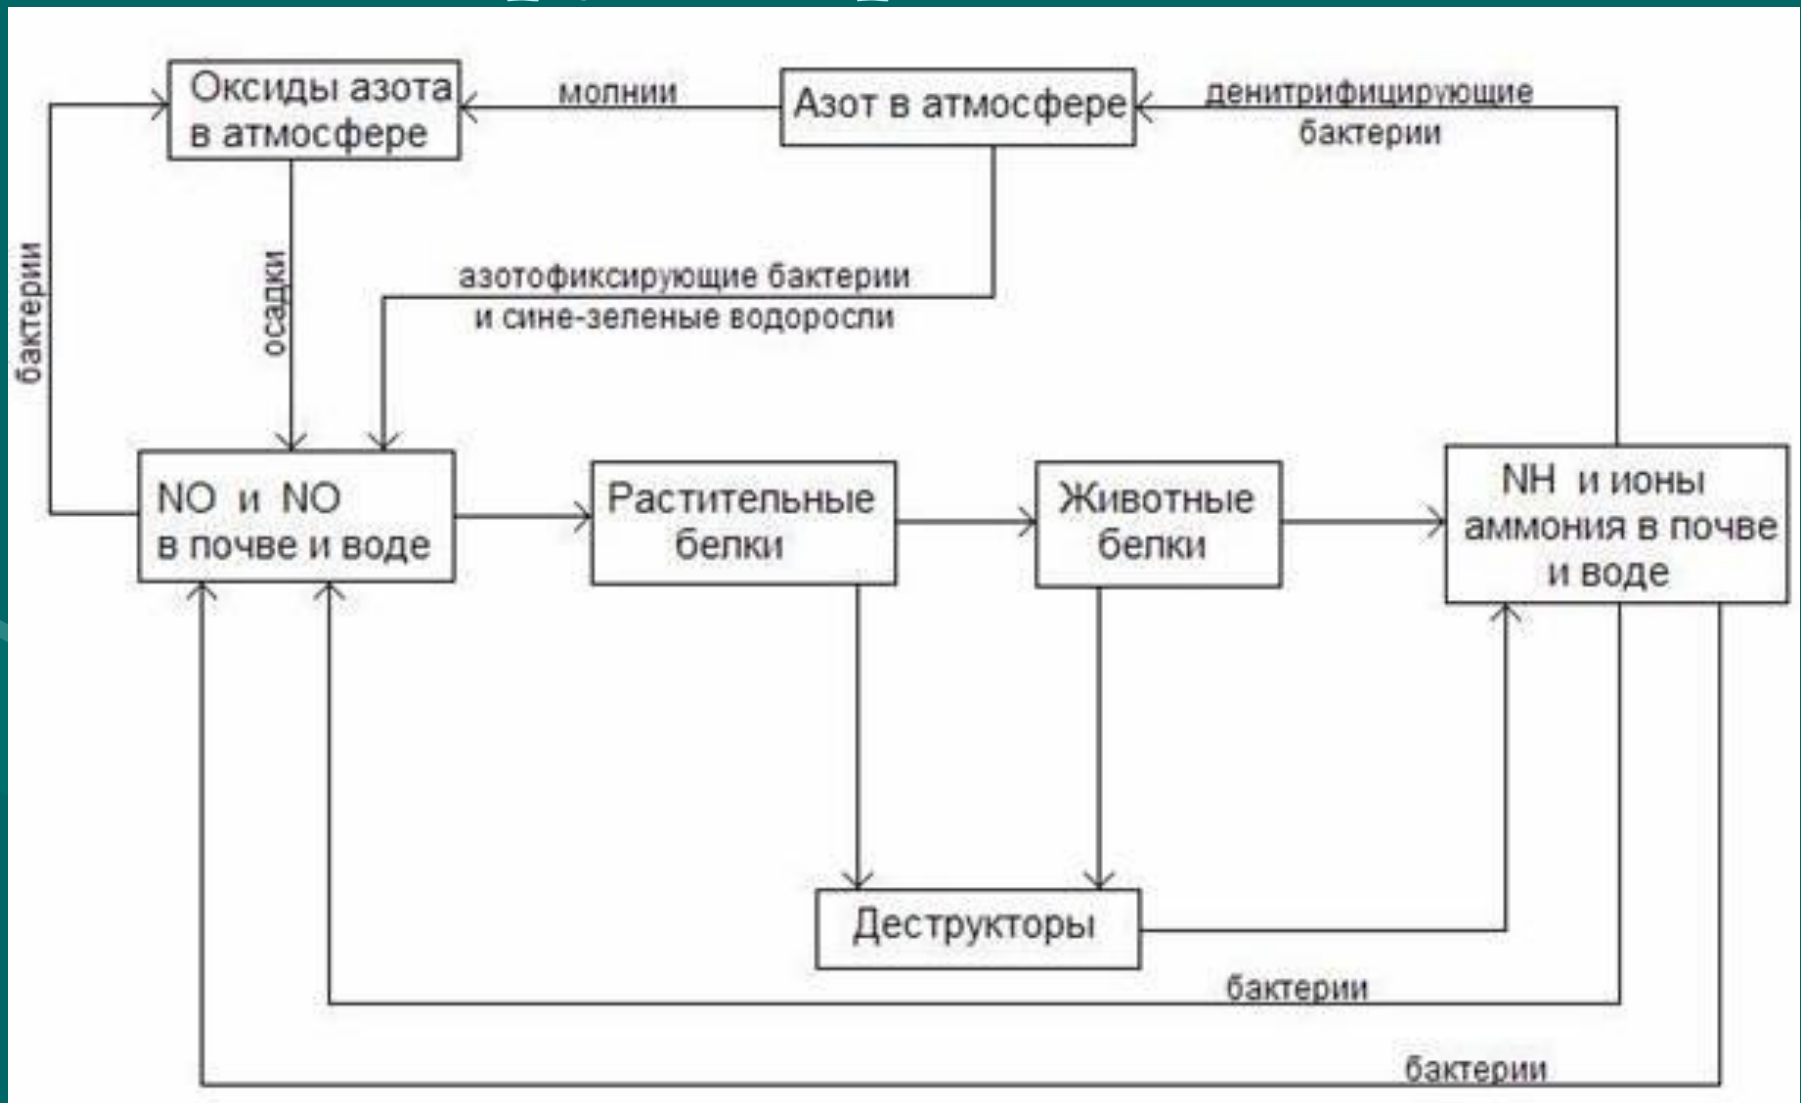 Оксиды азота
в атмосфере
молнии
Азот в атмосфере
денитрифицирующие
бактерии
бактерии
осадки
азотофиксирующие бактерии
и сине-зеленые водоросли
NO и NO
в почве и воде
Растительные
белки
Животные
белки
NH и ионы
аммония в почве
и воде
Деструкторы
бактерии
бактерии